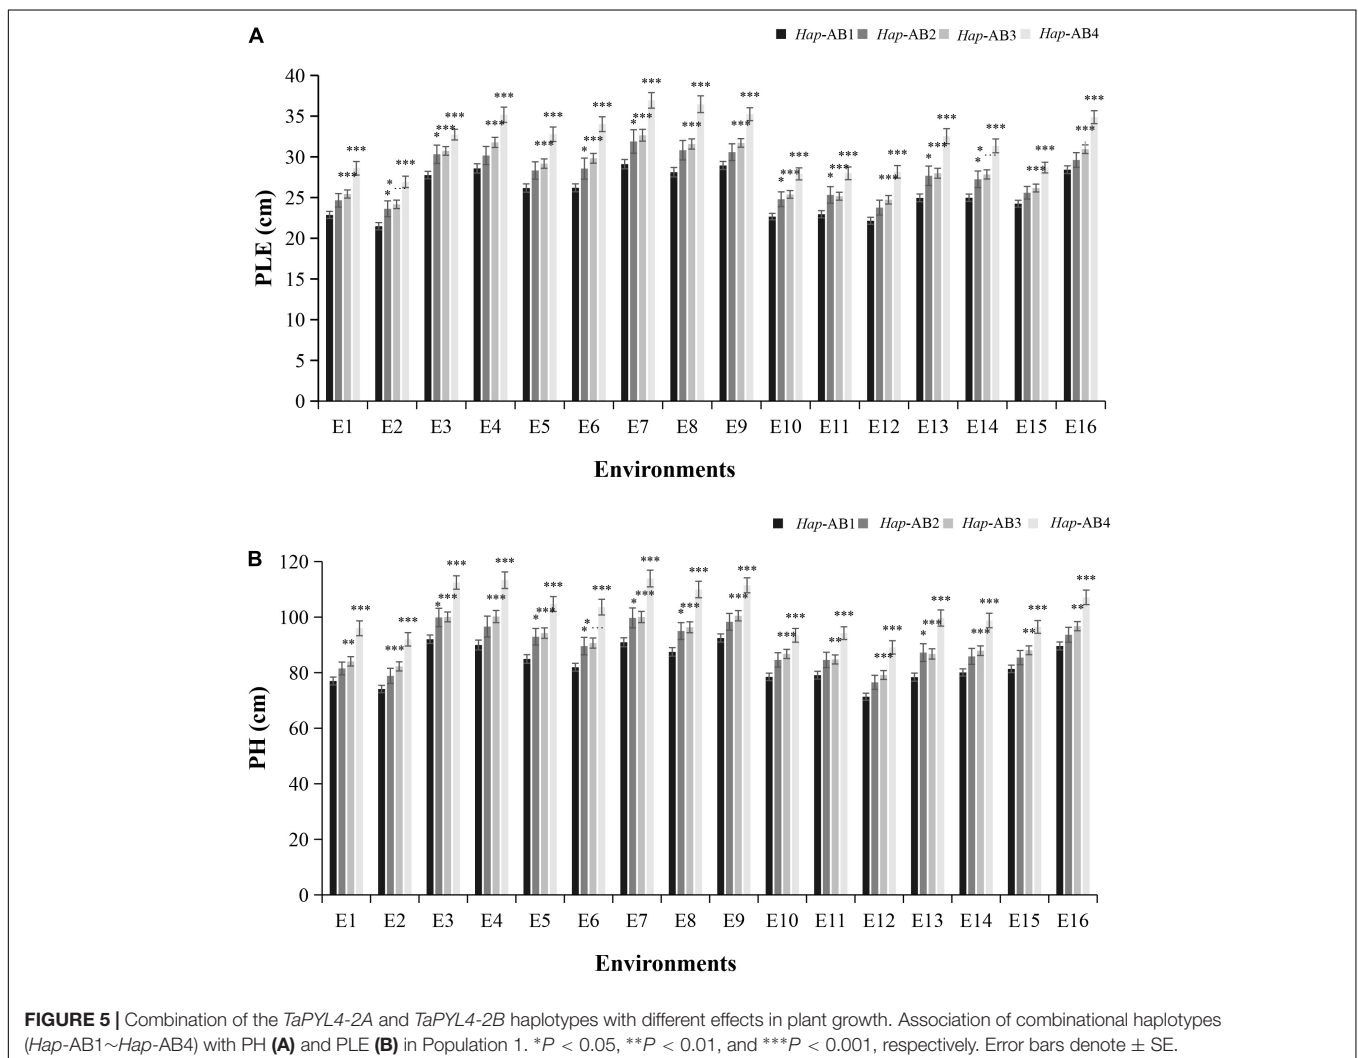 A
Hap-AB1 Hap-AB2 Hap-AB3 Hap-AB4
40
35
30
25
20
15
10
5
0
PLE (cm)
*** *** *** *** *** *** *** *** *** *** *** *** *** *** *** ***
E1 E2 E3 E4 E5 E6 E7 E8 E9 E10 E11 E12 E13 E14 E15 E16
Environments
B
Hap-AB1 Hap-AB2 Hap-AB3 Hap-AB4
120
100
80
60
40
20
0
PH (cm)
*** *** *** *** *** *** *** *** *** *** *** *** *** *** *** ***
E1 E2 E3 E4 E5 E6 E7 E8 E9 E10 E11 E12 E13 E14 E15 E16
Environments
FIGURE 5 | Combination of the TaPYL4-2A and TaPYL4-2B haplotypes with different effects in plant growth. Association of combinational haplotypes
(Hap-AB1~Hap-AB4) with PH (A) and PLE (B) in Population 1. *P < 0.05, **P < 0.01, and ***P < 0.001, respectively. Error bars denote ± SE.